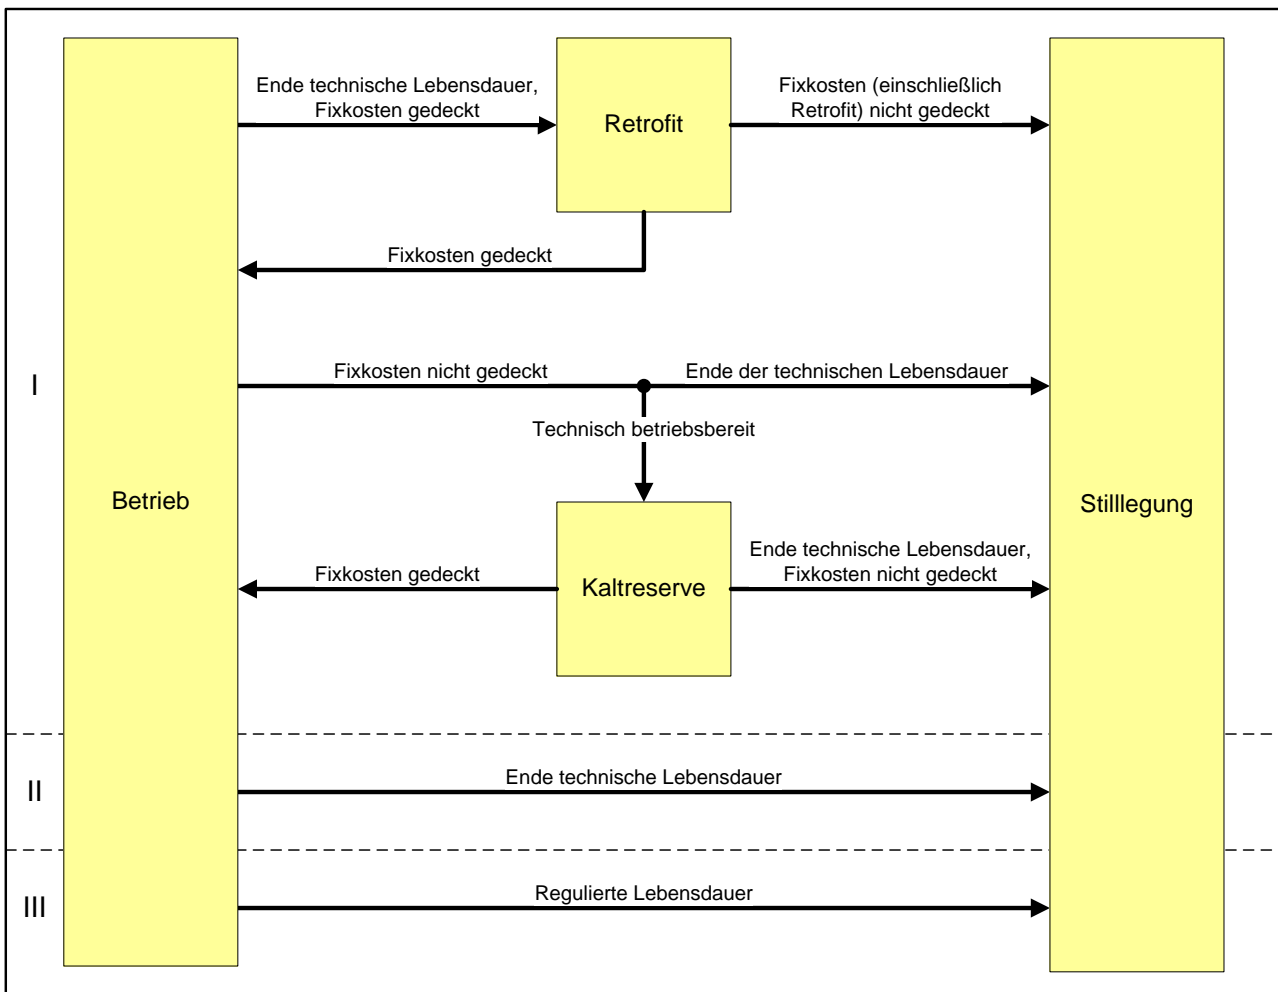 Ende technische Lebensdauer,
Fixkosten gedeckt
Retrofit
Fixkosten (einschließlich
Retrofit) nicht gedeckt
Fixkosten gedeckt
I
Fixkosten nicht gedeckt
Ende der technischen Lebensdauer
Technisch betriebsbereit
Betrieb
Stilllegung
Fixkosten gedeckt
Kaltreserve
Ende technische Lebensdauer,
Fixkosten nicht gedeckt
II
Ende technische Lebensdauer
III
Regulierte Lebensdauer